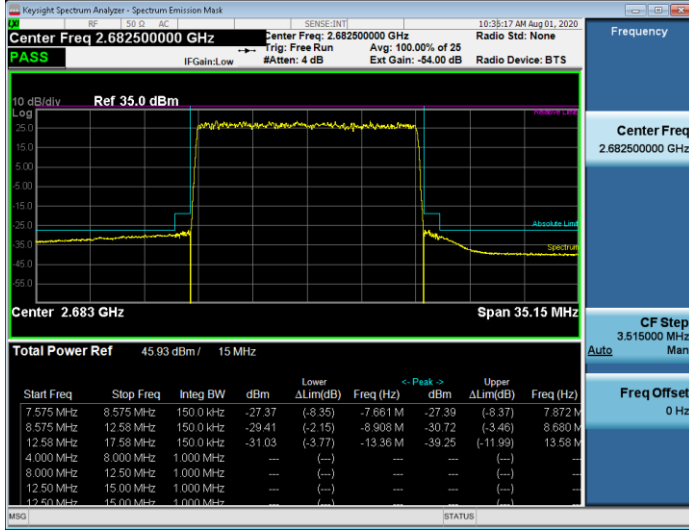 Keysight Spectrum Analyzer - Spectrum Emission Mask
RF 50 Ω AC SENSE:INT 10:35:17 AM Aug 01, 2020
Center Freq 2.682500000 GHz Center Freq: 2.682500000 GHz Radio Std: None
Trig: Free Run Avg: 100.00% of 25
PASS IFGain:Low #Atten: 4 dB Ext Gain: -54.00 dB Radio Device: BTS
Frequency
10 dB/div Ref 35.0 dBm
Log
Relative Limit
25.0
15.0
5.00
-5.00
-15.0
-25.0 Absolute Limit
-35.0 Spectrum
-45.0
-55.0
Center 2.683 GHz Span 35.15 MHz
Center Freq
2.682500000 GHz
CF Step
3.515000 MHz
Auto Man
Freq Offset
0 Hz
Total Power Ref 45.93 dBm / 15 MHz
Lower <- Peak -> Upper
Start Freq Stop Freq Integ BW dBm ΔLim(dB) Freq (Hz) dBm ΔLim(dB) Freq (Hz)
7.575 MHz 8.575 MHz 150.0 kHz -27.37 (-8.35) -7.661 M -27.39 (-8.37) 7.872 M
8.575 MHz 12.58 MHz 150.0 kHz -29.41 (-2.15) -8.908 M -30.72 (-3.46) 8.680 M
12.58 MHz 17.58 MHz 150.0 kHz -31.03 (-3.77) -13.36 M -39.25 (-11.99) 13.58 M
4.000 MHz 8.000 MHz 1.000 MHz --- (---) --- --- (---) ---
8.000 MHz 12.50 MHz 1.000 MHz --- (---) --- --- (---) ---
12.50 MHz 15.00 MHz 1.000 MHz --- (---) --- --- (---) ---
12.50 MHz 15.00 MHz 1.000 MHz --- (---) --- --- (---) ---
MSG STATUS